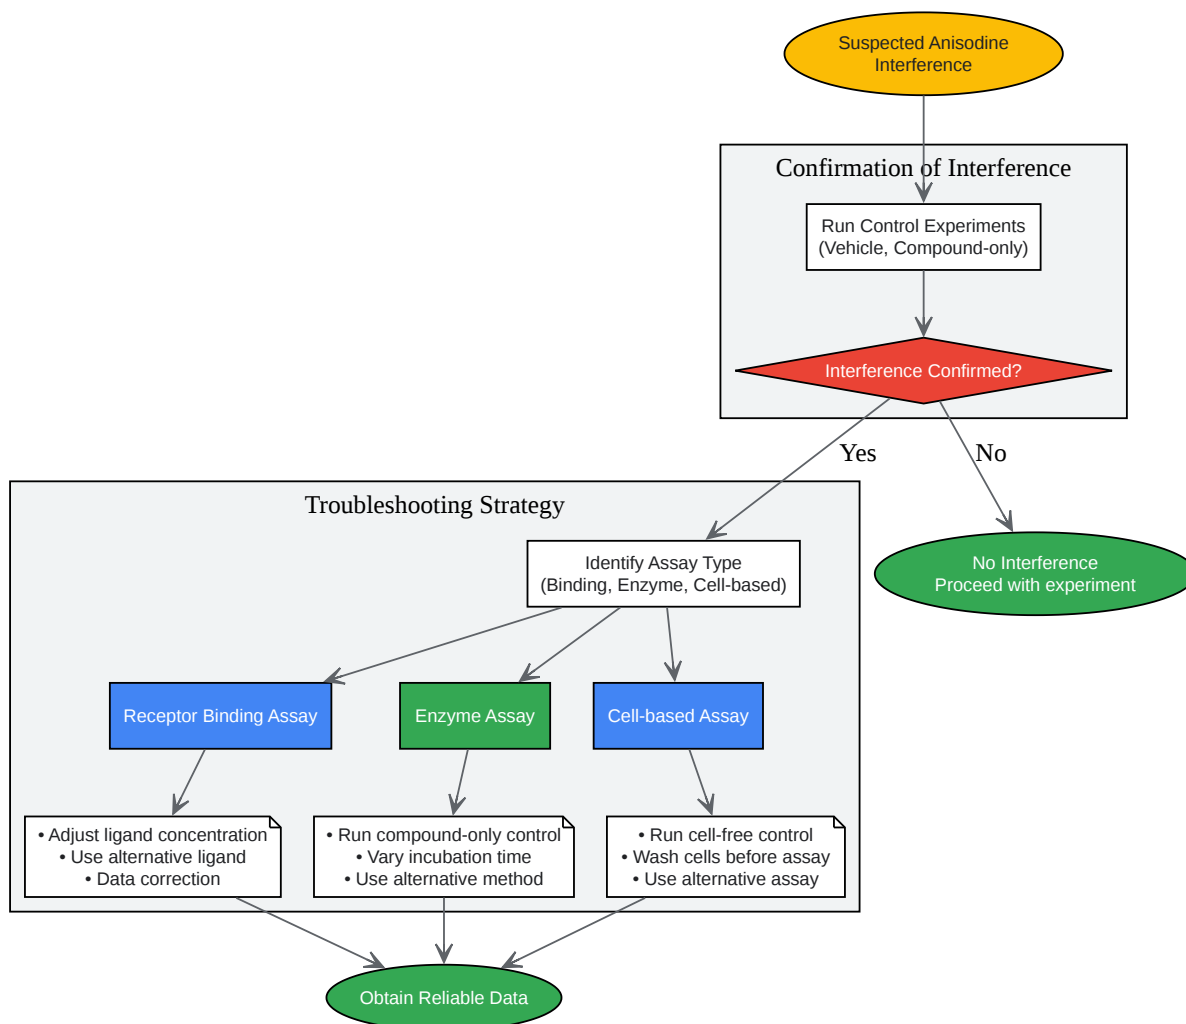 Suspected Anisodine
Interference
Confirmation of Interference
Run Control Experiments
(Vehicle, Compound-only)
Interference Confirmed?
Yes
No
Troubleshooting Strategy
Identify Assay Type
(Binding, Enzyme, Cell-based)
No Interference
Proceed with experiment
Receptor Binding Assay
Enzyme Assay
Cell-based Assay
• Adjust ligand concentration
• Use alternative ligand
• Data correction
• Run compound-only control
• Vary incubation time
• Use alternative method
• Run cell-free control
• Wash cells before assay
• Use alternative assay
Obtain Reliable Data